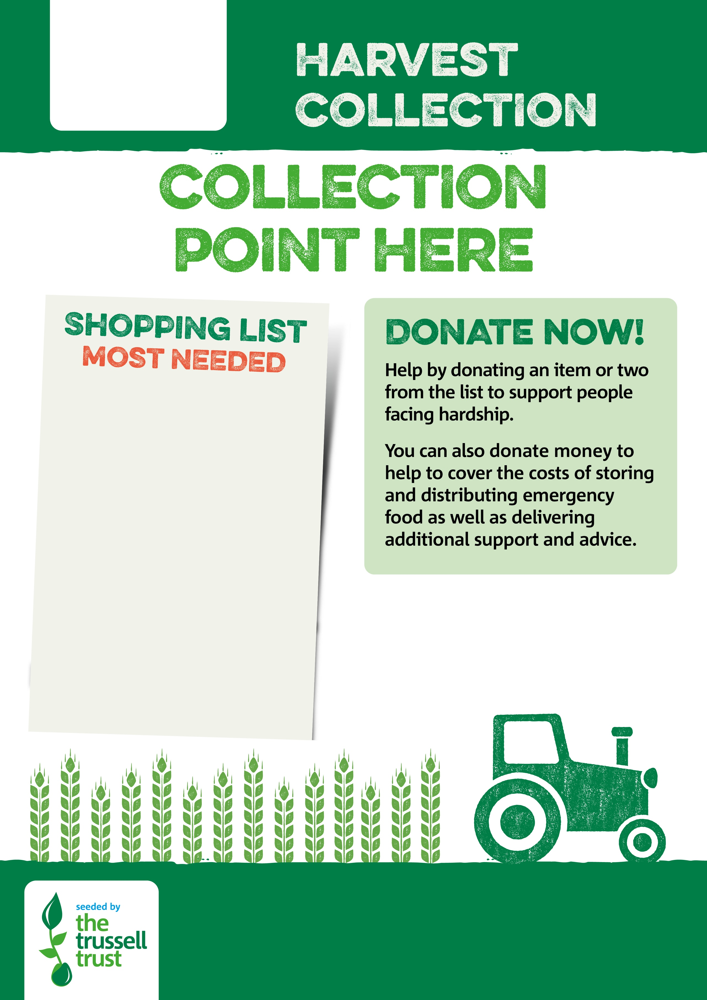 HARVEST
COLLECTION
COLLECTION
POINT HERE
SHOPPING LIST
MOST NEEDED
DONATE NOW!
Help by donating an item or two
from the list to support people
facing hardship.
You can also donate money to
help to cover the costs of storing
and distributing emergency
food as well as delivering
additional support and advice.
seeded by
the
trussell
trust